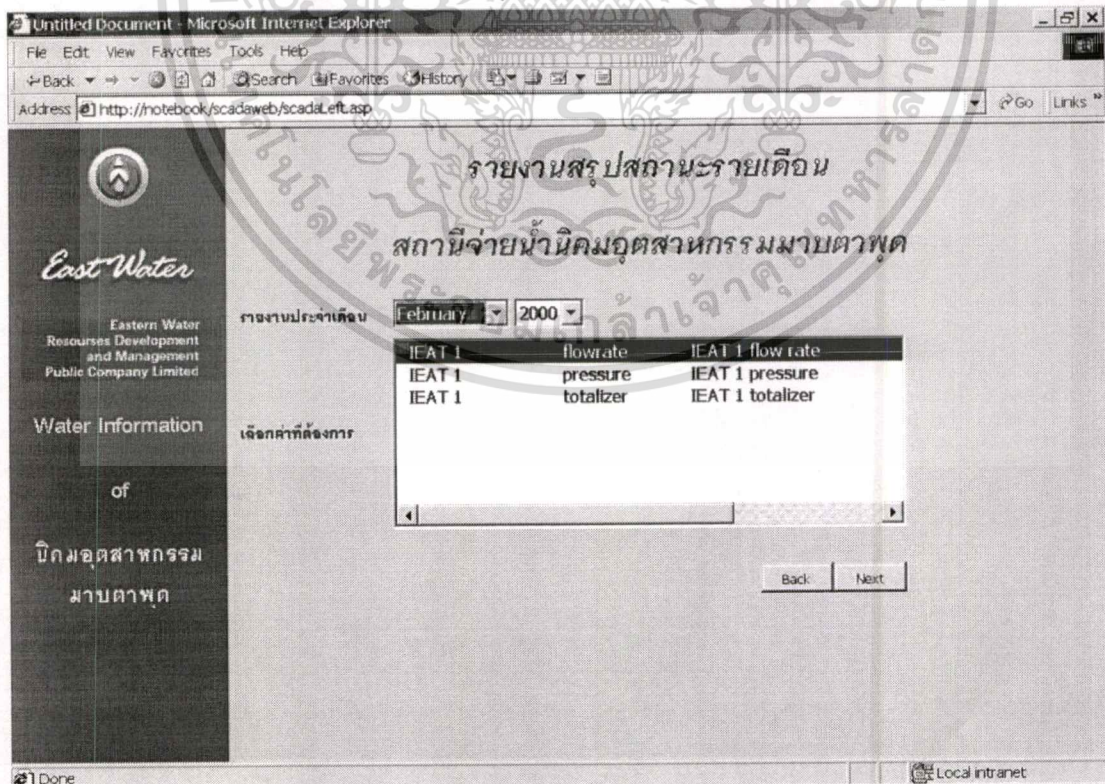 Untitled Document - Microsoft Internet Explorer
File Edit View Favorites Tools Help
Back Search Favorites History
Address http://notebook/scadaweb/scadaLeft.asp Go Links »
รายงานสรุปสถานะรายเดือน
สถานีจ่ายน้ำนิคมอุตสาหกรรมมาบตาพุด
East Water
Eastern Water
Resourses Development
and Management
Public Company Limited
Water Information
of
นิคมอุตสาหกรรม
มาบตาพุด
รายงานประจำเดือน February 2000
เลือกค่าที่ต้องการ
IEAT 1 flowrate IEAT 1 flow rate
IEAT 1 pressure IEAT 1 pressure
IEAT 1 totalizer IEAT 1 totalizer
Back Next
Done Local intranet